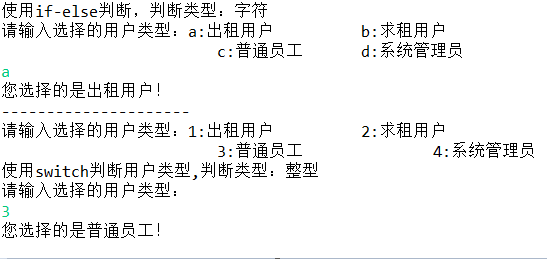 使用if-else判断，判断类型：字符
请输入选择的用户类型：a:出租用户 b:求租用户
c:普通员工 d:系统管理员
a
您选择的是出租用户！
---------------------
请输入选择的用户类型：1:出租用户 2:求租用户
3:普通员工 4:系统管理员
使用switch判断用户类型,判断类型：整型
请输入选择的用户类型：
3
您选择的是普通员工！